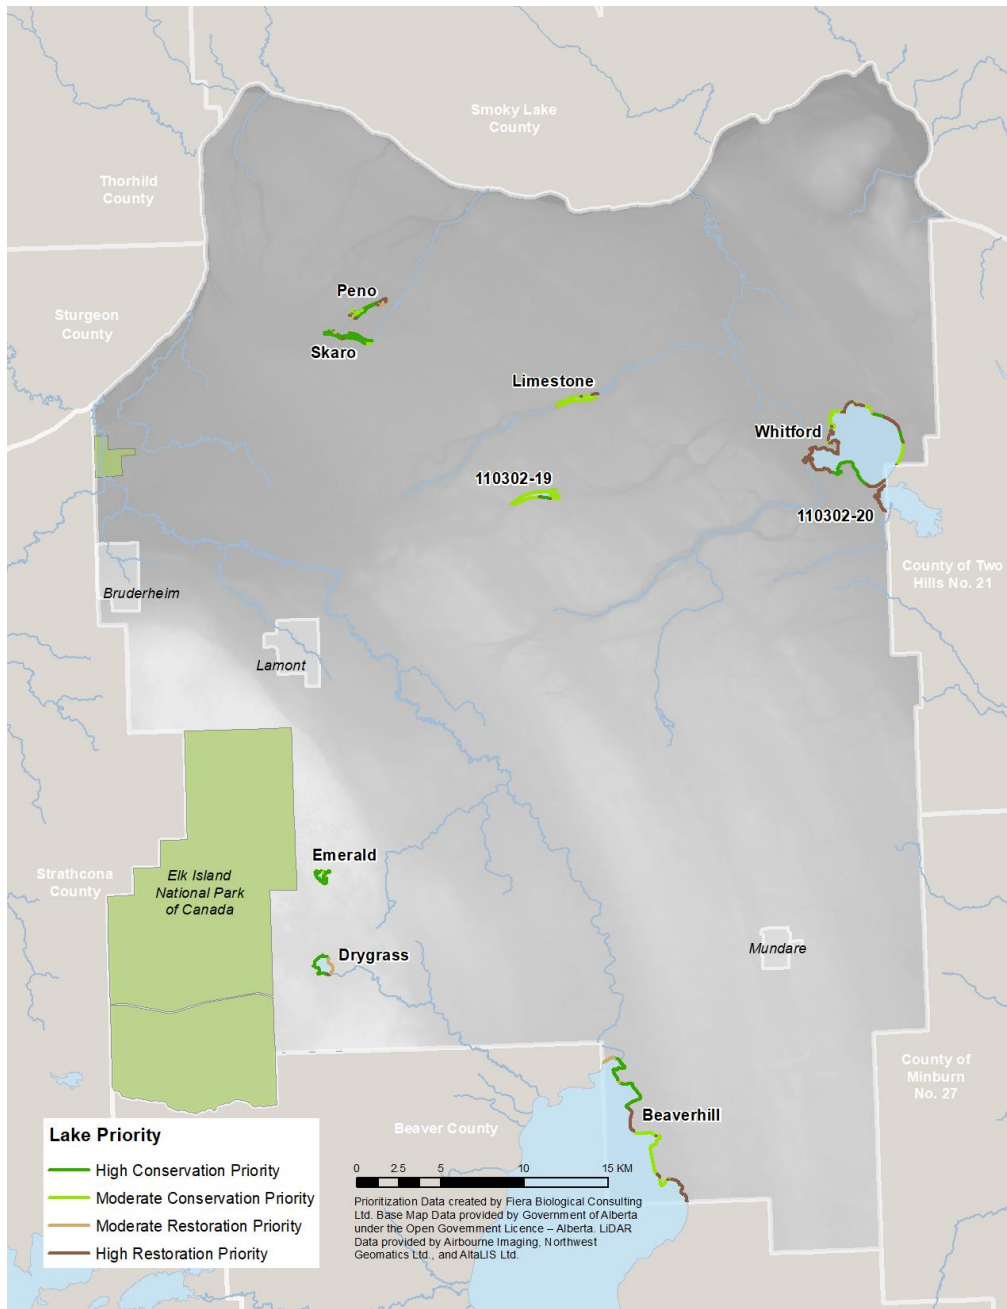 Smoky Lake
County
Thorhild
County
Peno
Sturgeon
County
Skaro
Limestone
Whitford
110302-19
110302-20
County of Two
Hills No. 21
Bruderheim
Lamont
Emerald
Strathcona
County
Elk Island
National Park
of Canada
Drygrass
Mundare
County of
Minburn
No. 27
Beaverhill
Beaver County
Lake Priority
High Conservation Priority
Moderate Conservation Priority
Moderate Restoration Priority
High Restoration Priority
0 2.5 5 10 15 KM
Prioritization Data created by Fiera Biological Consulting
Ltd. Base Map Data provided by Government of Alberta
under the Open Government Licence – Alberta. LiDAR
Data provided by Airbourne Imaging, Northwest
Geomatics Ltd., and AltaLIS Ltd.